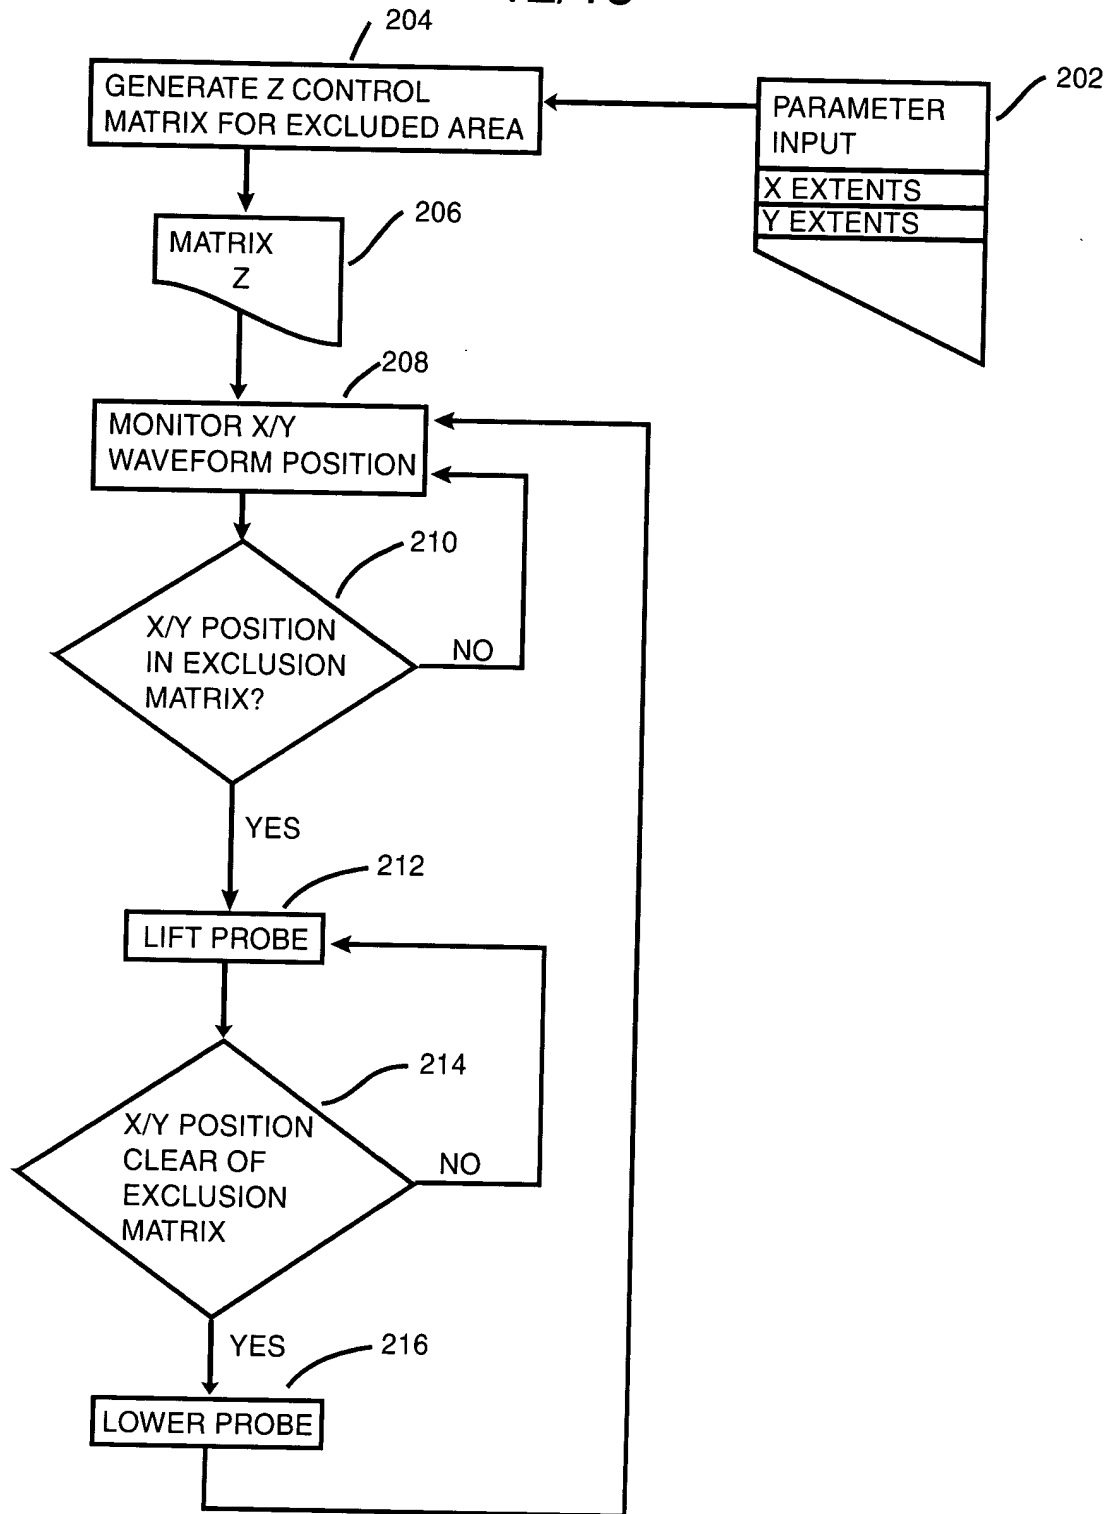 204
GENERATE Z CONTROL
MATRIX FOR EXCLUDED AREA
202
PARAMETER
INPUT
X EXTENTS
Y EXTENTS
206
MATRIX
Z
208
MONITOR X/Y
WAVEFORM POSITION
210
X/Y POSITION
IN EXCLUSION
MATRIX?
NO
YES
212
LIFT PROBE
214
X/Y POSITION
CLEAR OF
EXCLUSION
MATRIX
NO
YES
216
LOWER PROBE